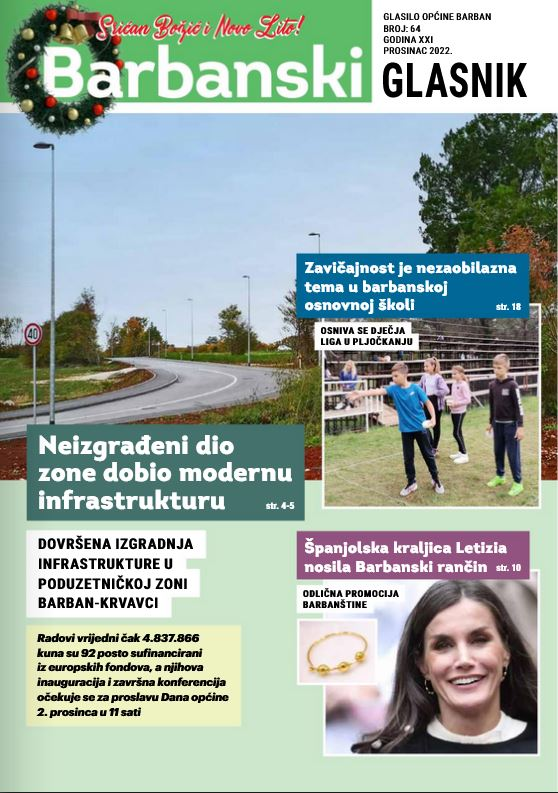 Srićan Božić i Novo Lito!
Barbanski
GLASNIK
GLASILO OPĆINE BARBAN
BROJ: 64
GODINA XXI
PROSINAC 2022.
40
Zavičajnost je nezaobilazna
tema u barbanskoj
osnovnoj školi
str. 18
OSNIVA SE DJEČJA
LIGA U PLJOČKANJU
Neizgrađeni dio
zone dobio modernu
infrastrukturu
str. 4-5
DOVRŠENA IZGRADNJA
INFRASTRUKTURE U
PODUZETNIČKOJ ZONI
BARBAN-KRVAVCI
Radovi vrijedni čak 4.837.866
kuna su 92 posto sufinancirani
iz europskih fondova, a njihova
inauguracija i završna konferencija
očekuje se za proslavu Dana općine
2. prosinca u 11 sati
Španjolska kraljica Letizia
nosila Barbanski rančin
str. 10
ODLIČNA PROMOCIJA
BARBANŠTINE